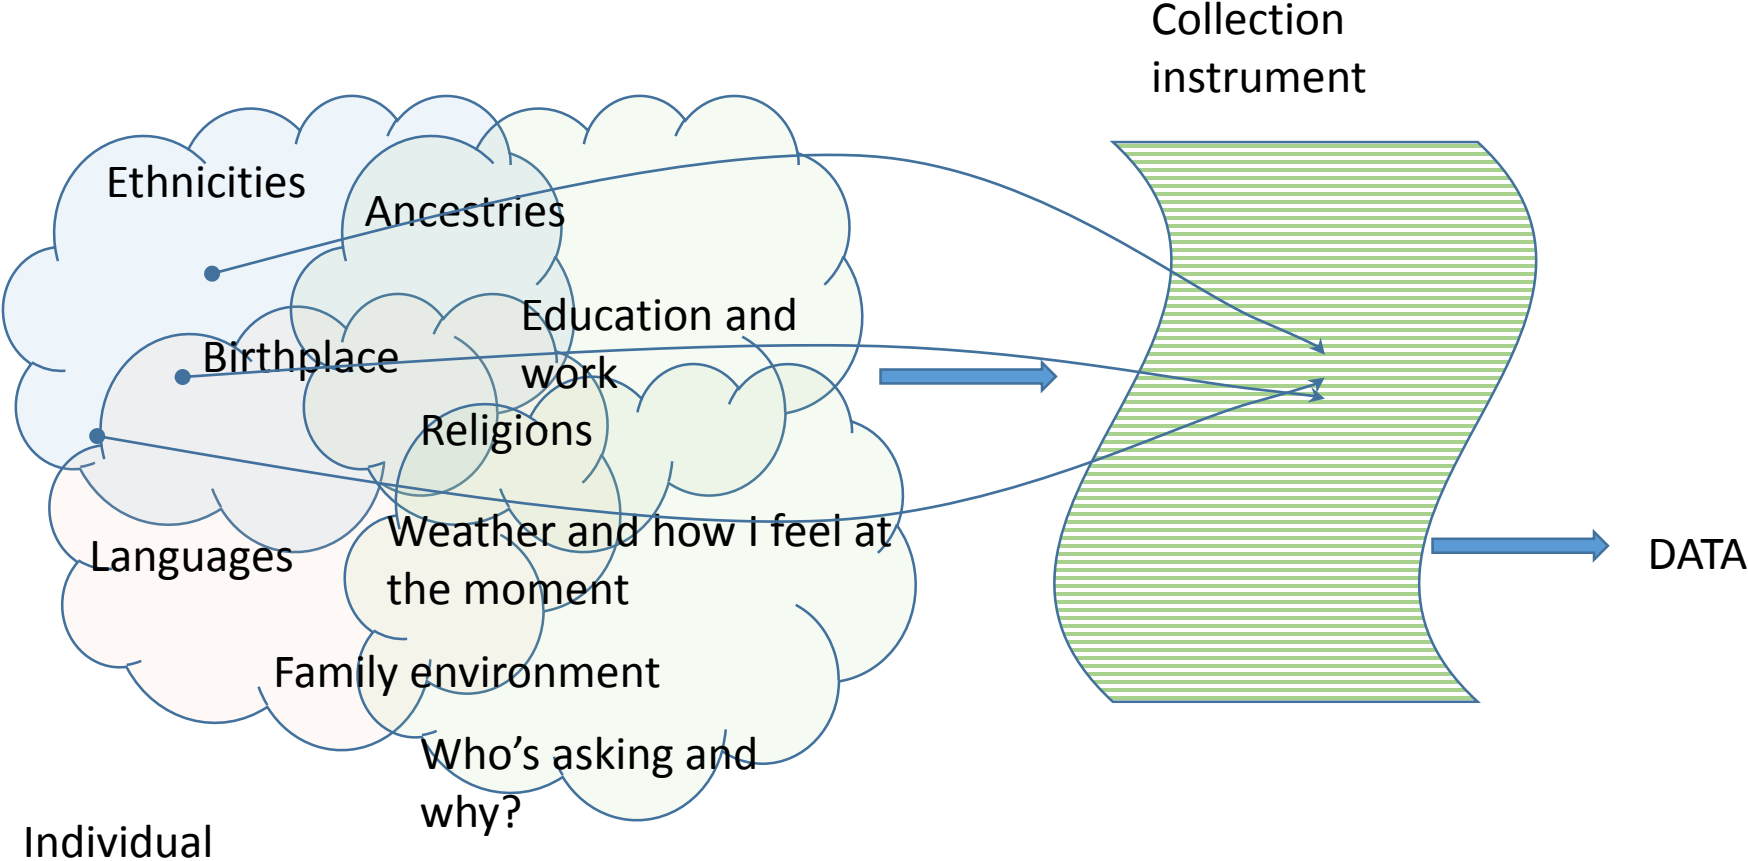 Collection
instrument
Ethnicities
Ancestries
Education and
work
Birthplace
Religions
Weather and how I feel at
the moment
Languages
DATA
Family environment
Who’s asking and
why?
Individual